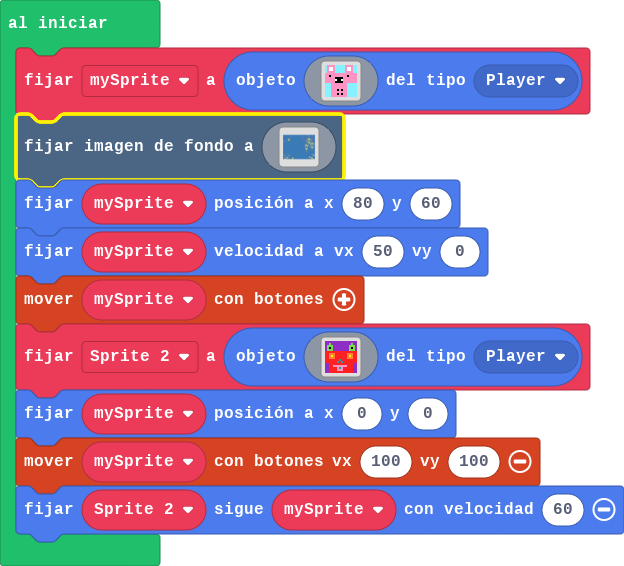 al iniciar
fijar mySprite a objeto del tipo Player
fijar imagen de fondo a
fijar mySprite posición a x 80 y 60
fijar mySprite velocidad a vx 50 vy 0
mover mySprite con botones
fijar Sprite 2 a objeto del tipo Player
fijar mySprite posición a x 0 y 0
mover mySprite con botones vx 100 vy 100
fijar Sprite 2 sigue mySprite con velocidad 60